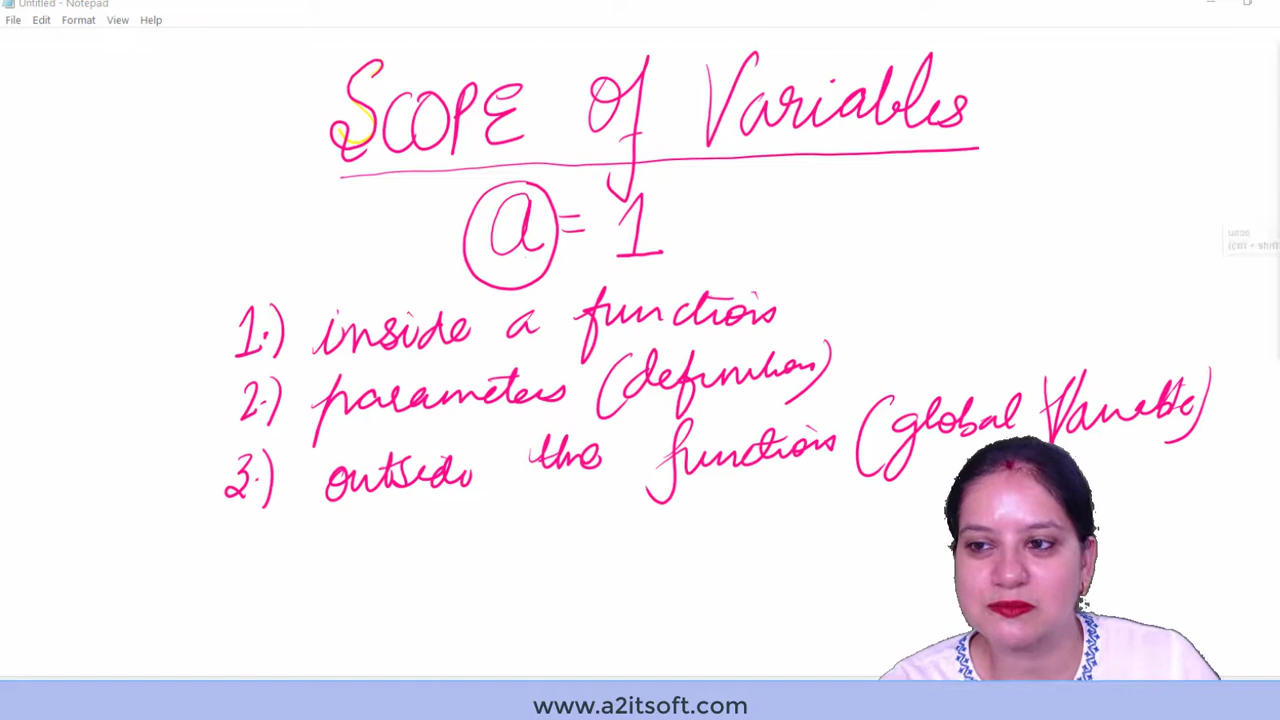 Untitled - Notepad
File Edit Format View Help
SCOPE of Variables
a = 1
1.) inside a function
2.) parameters (definition)
3.) outside the function (global Variable)
www.a2itsoft.com